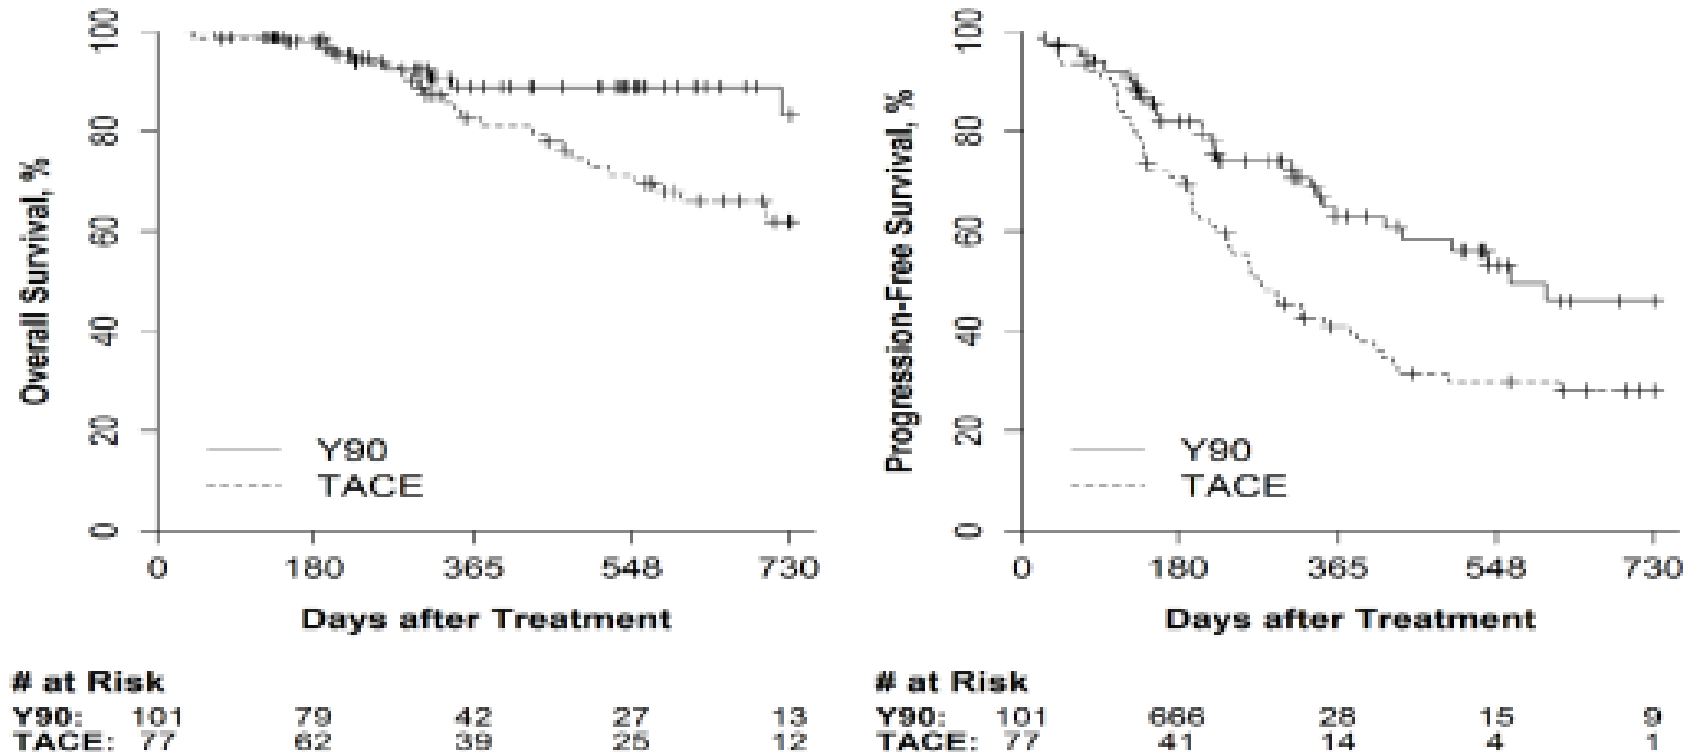 Overall Survival, %
100
80
60
40
20
0
Y90
TACE
0 180 365 548 730
Days after Treatment
# at Risk
Y90: 101 79 42 27 13
TACE: 77 62 39 25 12
Progression-Free Survival, %
100
80
60
40
20
0
Y90
TACE
0 180 365 548 730
Days after Treatment
# at Risk
Y90: 101 666 28 15 9
TACE: 77 41 14 4 1